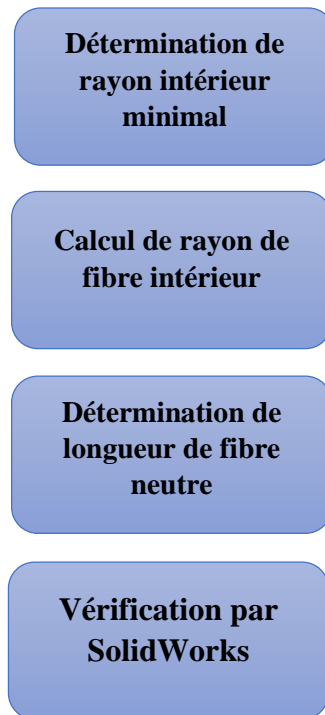 Détermination de
rayon intérieur
minimal
Calcul de rayon de
fibre intérieur
Détermination de
longueur de fibre
neutre
Vérification par
SolidWorks